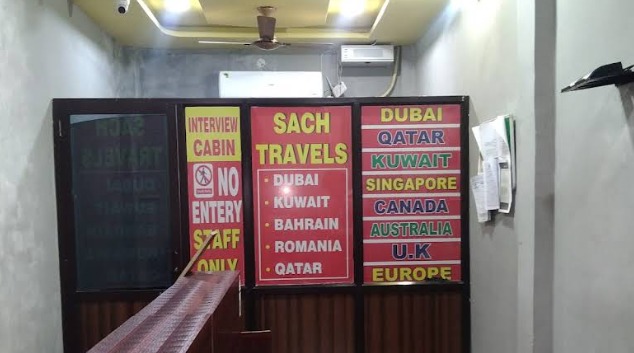 INTERVIEW
CABIN
NO
ENTERY
STAFF
ONLY
SACH
TRAVELS
• DUBAI
• KUWAIT
• BAHRAIN
• ROMANIA
• QATAR
DUBAI
QATAR
KUWAIT
SINGAPORE
CANADA
AUSTRALIA
U.K
EUROPE